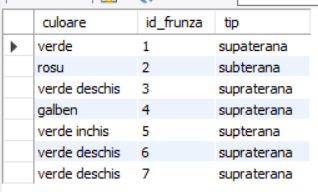 culoare id_frunza tip
verde 1 supaterana
rosu 2 subterana
verde deschis 3 supraterana
galben 4 supraterana
verde inchis 5 supterana
verde deschis 6 supraterana
verde deschis 7 supraterana